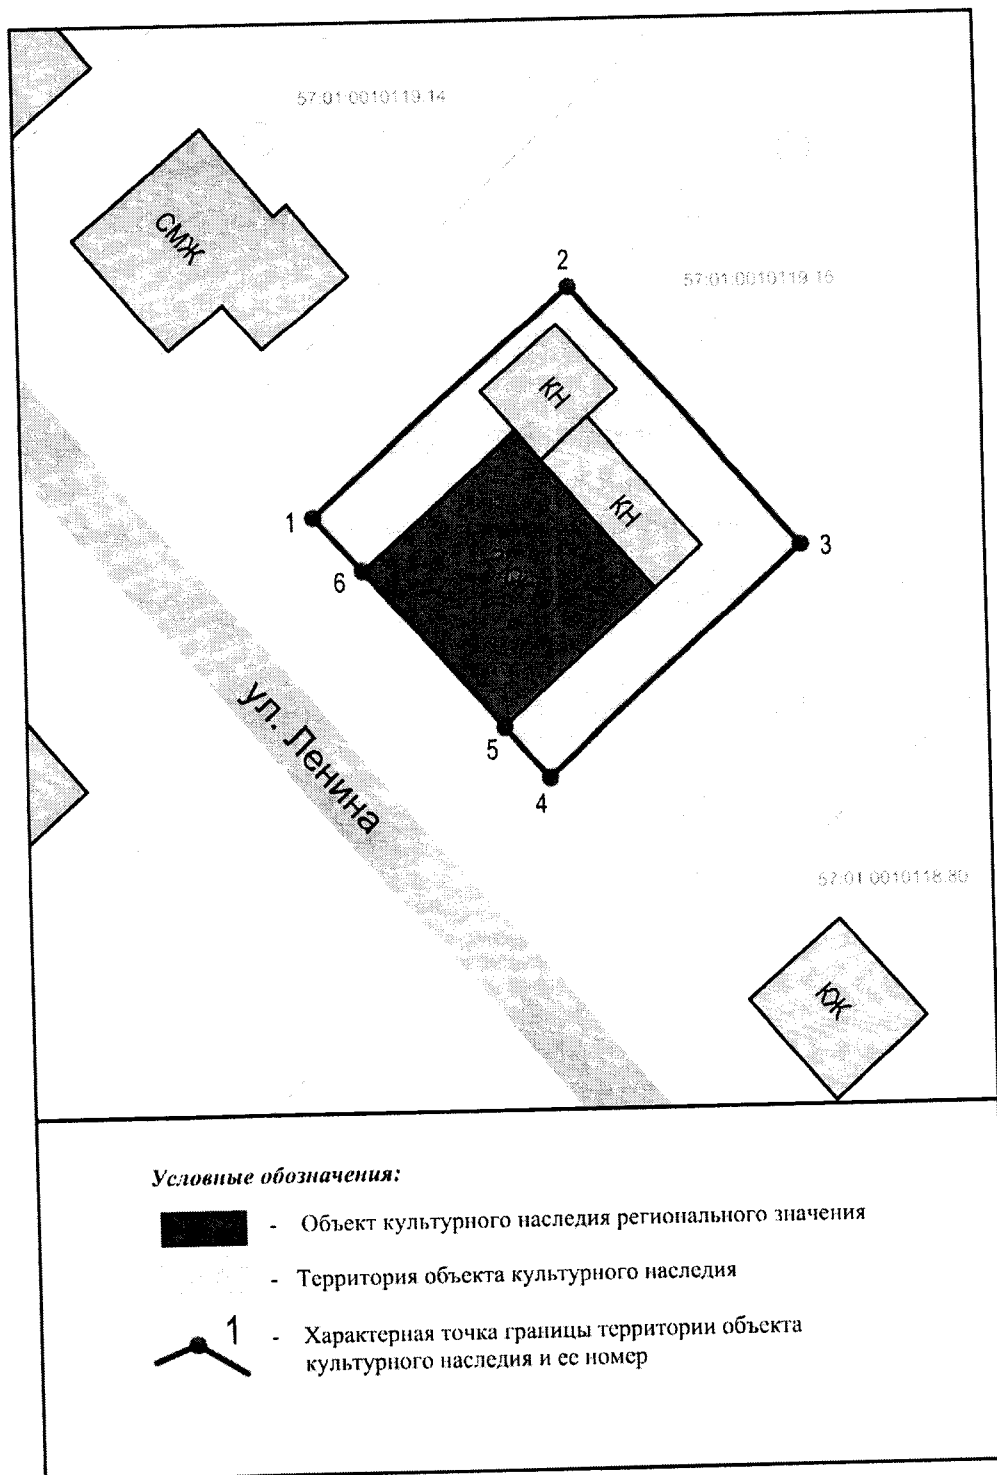 57:01:0010119:14
СМЖ
2
57:01:0010119:15
КН
КН
1
3
6
ул. Ленина
5
4
57:01:0010118:80
КЖ
Условные обозначения:
- Объект культурного наследия регионального значения
- Территория объекта культурного наследия
1 - Характерная точка границы территории объекта
культурного наследия и ее номер